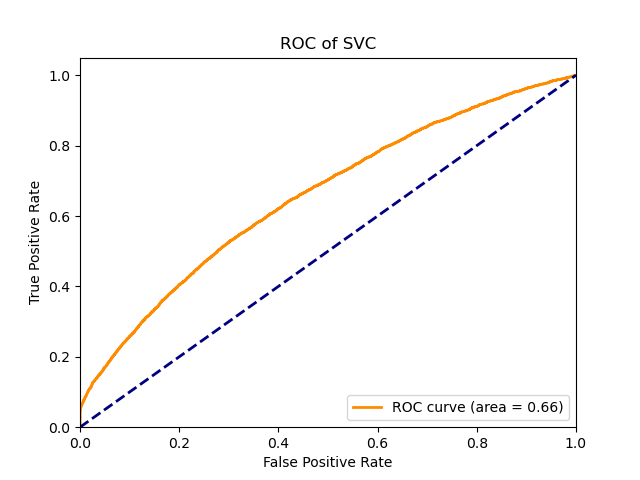 ROC of SVC
True Positive Rate
1.0
0.8
0.6
0.4
0.2
0.0
ROC curve (area = 0.66)
0.0 0.2 0.4 0.6 0.8 1.0
False Positive Rate